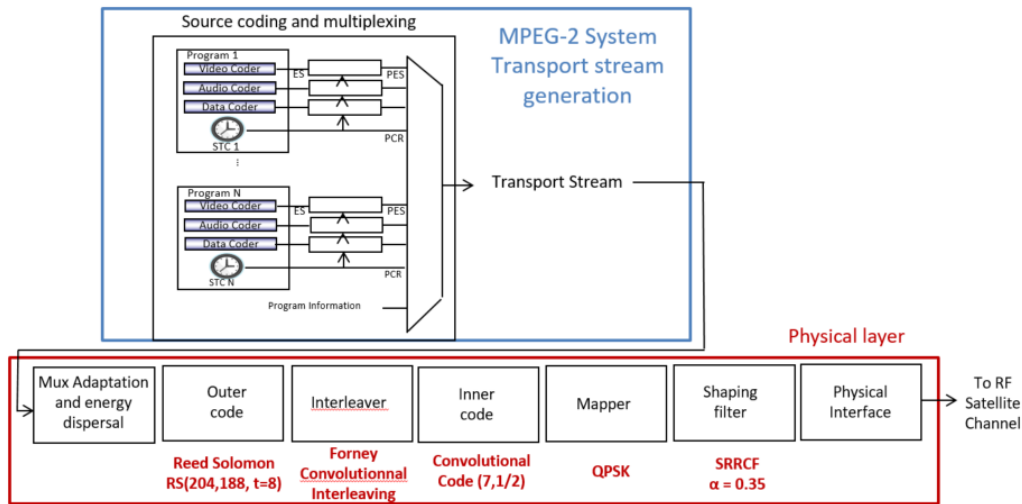 Source coding and multiplexing
MPEG-2 System
Transport stream
generation
Program 1
Video Coder
ES
PES
Audio Coder
Data Coder
STC 1
PCR
...
Transport Stream
Program N
Video Coder
ES
PES
Audio Coder
Data Coder
STC N
PCR
Program Information
Physical layer
Mux Adaptation
and energy
dispersal
Outer
code
Interleaver
Inner
code
Mapper
Shaping
filter
Physical
Interface
To RF
Satellite
Channel
Reed Solomon
RS(204,188, t=8)
Forney
Convolutionnal
Interleaving
Convolutional
Code (7,1/2)
QPSK
SRRCF
α = 0.35